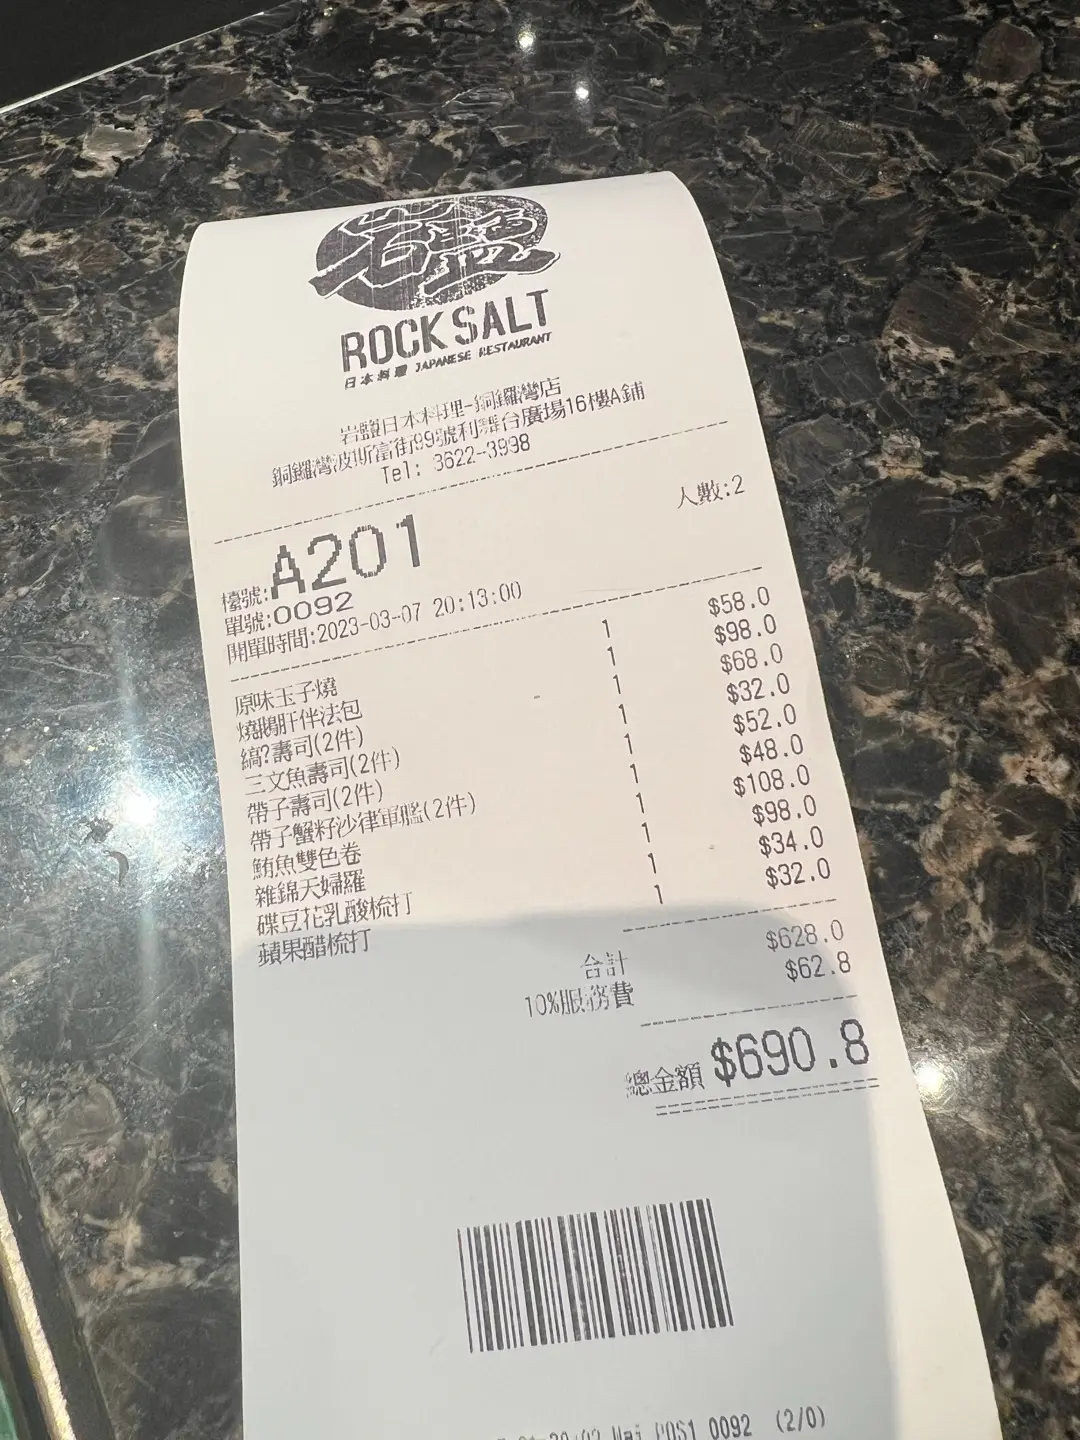 岩鹽
ROCK SALT
日本料理 JAPANESE RESTAURANT
岩鹽日本料理-銅鑼灣店
銅鑼灣波斯富街99號利舞台廣場16樓A鋪
Tel: 3622-3998
人數:2
檯號:A201
單號:0092
開單時間:2023-03-07 20:13:00
原味玉子燒 1 $58.0
燒鵝肝伴法包 1 $98.0
縞?壽司(2件) 1 $68.0
三文魚壽司(2件) 1 $32.0
帶子壽司(2件) 1 $52.0
帶子蟹籽沙律軍艦(2件) 1 $48.0
鮪魚雙色卷 1 $108.0
雜錦天婦羅 1 $98.0
碟豆花乳酸梳打 1 $34.0
蘋果醋梳打 1 $32.0
合計 $628.0
10%服務費 $62.8
總金額 $690.8
POS1 0092 (2/0)